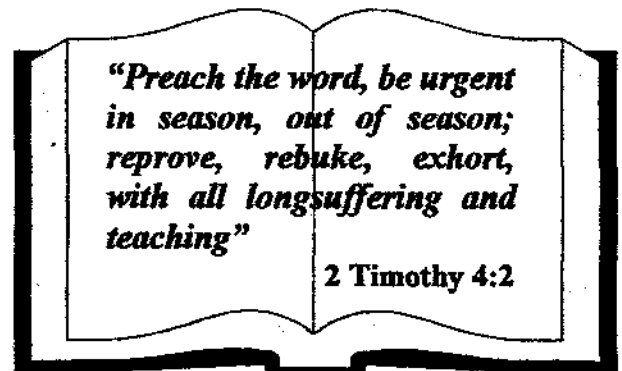 “Preach the word, be urgent
in season, out of season;
reprove, rebuke, exhort,
with all longsuffering and
teaching”
2 Timothy 4:2